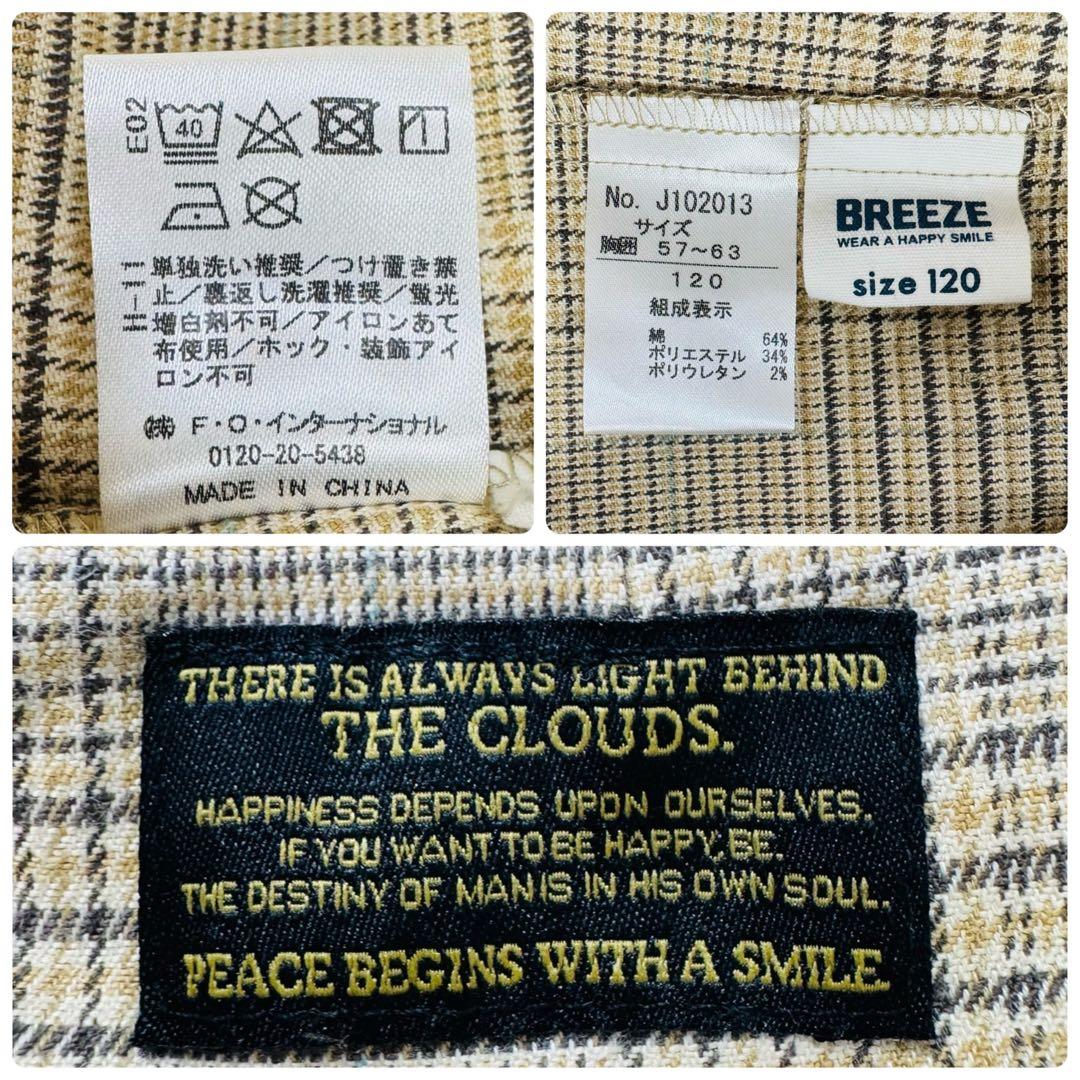 E02
40
H-11
単独洗い推奨／つけ置き禁
止／裏返し洗濯推奨／蛍光
増白剤不可／アイロンあて
布使用／ホック・装飾アイ
ロン不可
㈱ F・O・インターナショナル
0120-20-5438
MADE IN CHINA
No. J102013
サイズ
胸囲 57～63
120
組成表示
綿 64%
ポリエステル 34%
ポリウレタン 2%
BREEZE
WEAR A HAPPY SMILE
size 120
THERE IS ALWAYS LIGHT BEHIND
THE CLOUDS.
HAPPINESS DEPENDS UPON OURSELVES.
IF YOU WANT TO BE HAPPY, BE.
THE DESTINY OF MAN IS IN HIS OWN SOUL.
PEACE BEGINS WITH A SMILE.